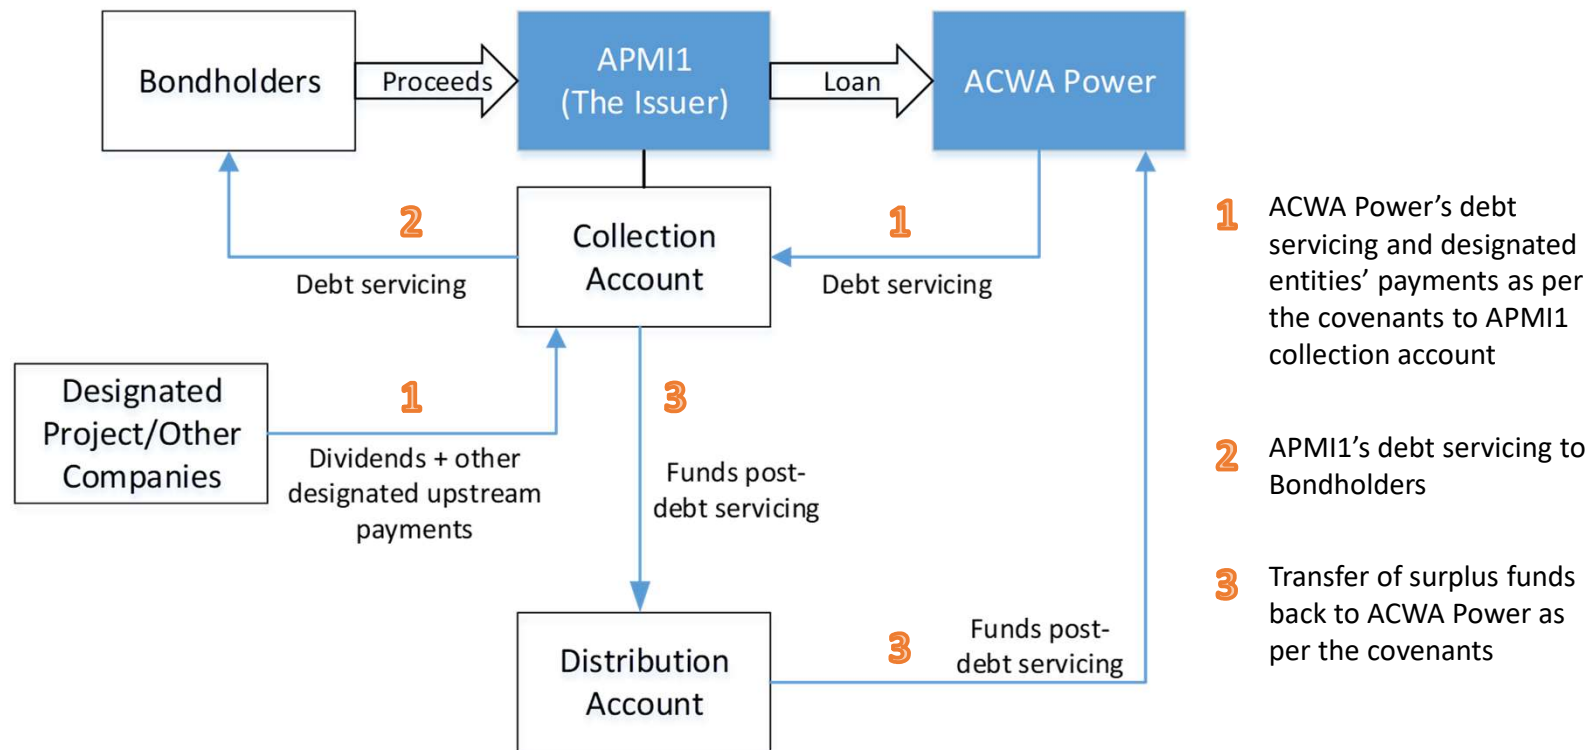 Bondholders
Proceeds
APMI1
(The Issuer)
Loan
ACWA Power
2
Debt servicing
Collection
Account
1
Debt servicing
Designated
Project/Other
Companies
1
Dividends + other
designated upstream
payments
3
Funds post-
debt servicing
Distribution
Account
3
Funds post-
debt servicing
1
ACWA Power’s debt
servicing and designated
entities’ payments as per
the covenants to APMI1
collection account
2
APMI1’s debt servicing to
Bondholders
3
Transfer of surplus funds
back to ACWA Power as
per the covenants